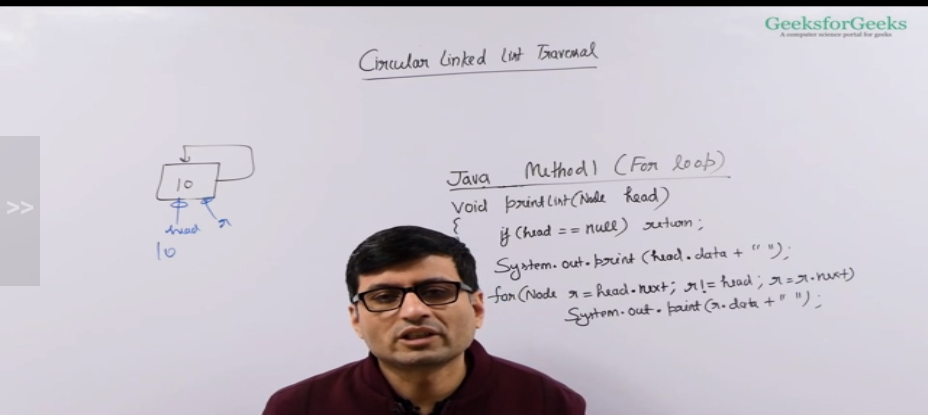 GeeksforGeeks
A computer science portal for geeks
Circular Linked List Traversal
>>
10
head r
10
Java Method1 (For loop)
void printList(Node head)
{ if (head == null) return;
System.out.print (head.data + " ");
for(Node r = head.next; r != head; r = r.next)
System.out.print (r.data + " ");